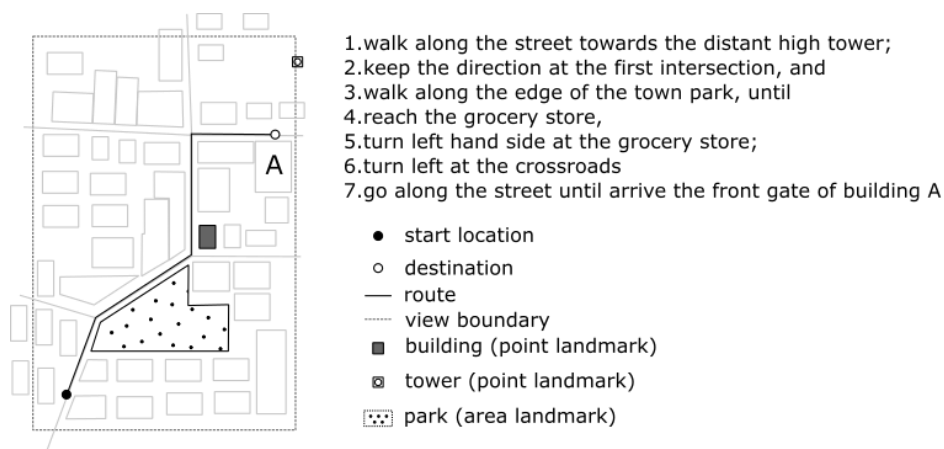 1.walk along the street towards the distant high tower;
2.keep the direction at the first intersection, and
3.walk along the edge of the town park, until
4.reach the grocery store,
5.turn left hand side at the grocery store;
6.turn left at the crossroads
7.go along the street until arrive the front gate of building A
A
start location
destination
route
view boundary
building (point landmark)
tower (point landmark)
park (area landmark)